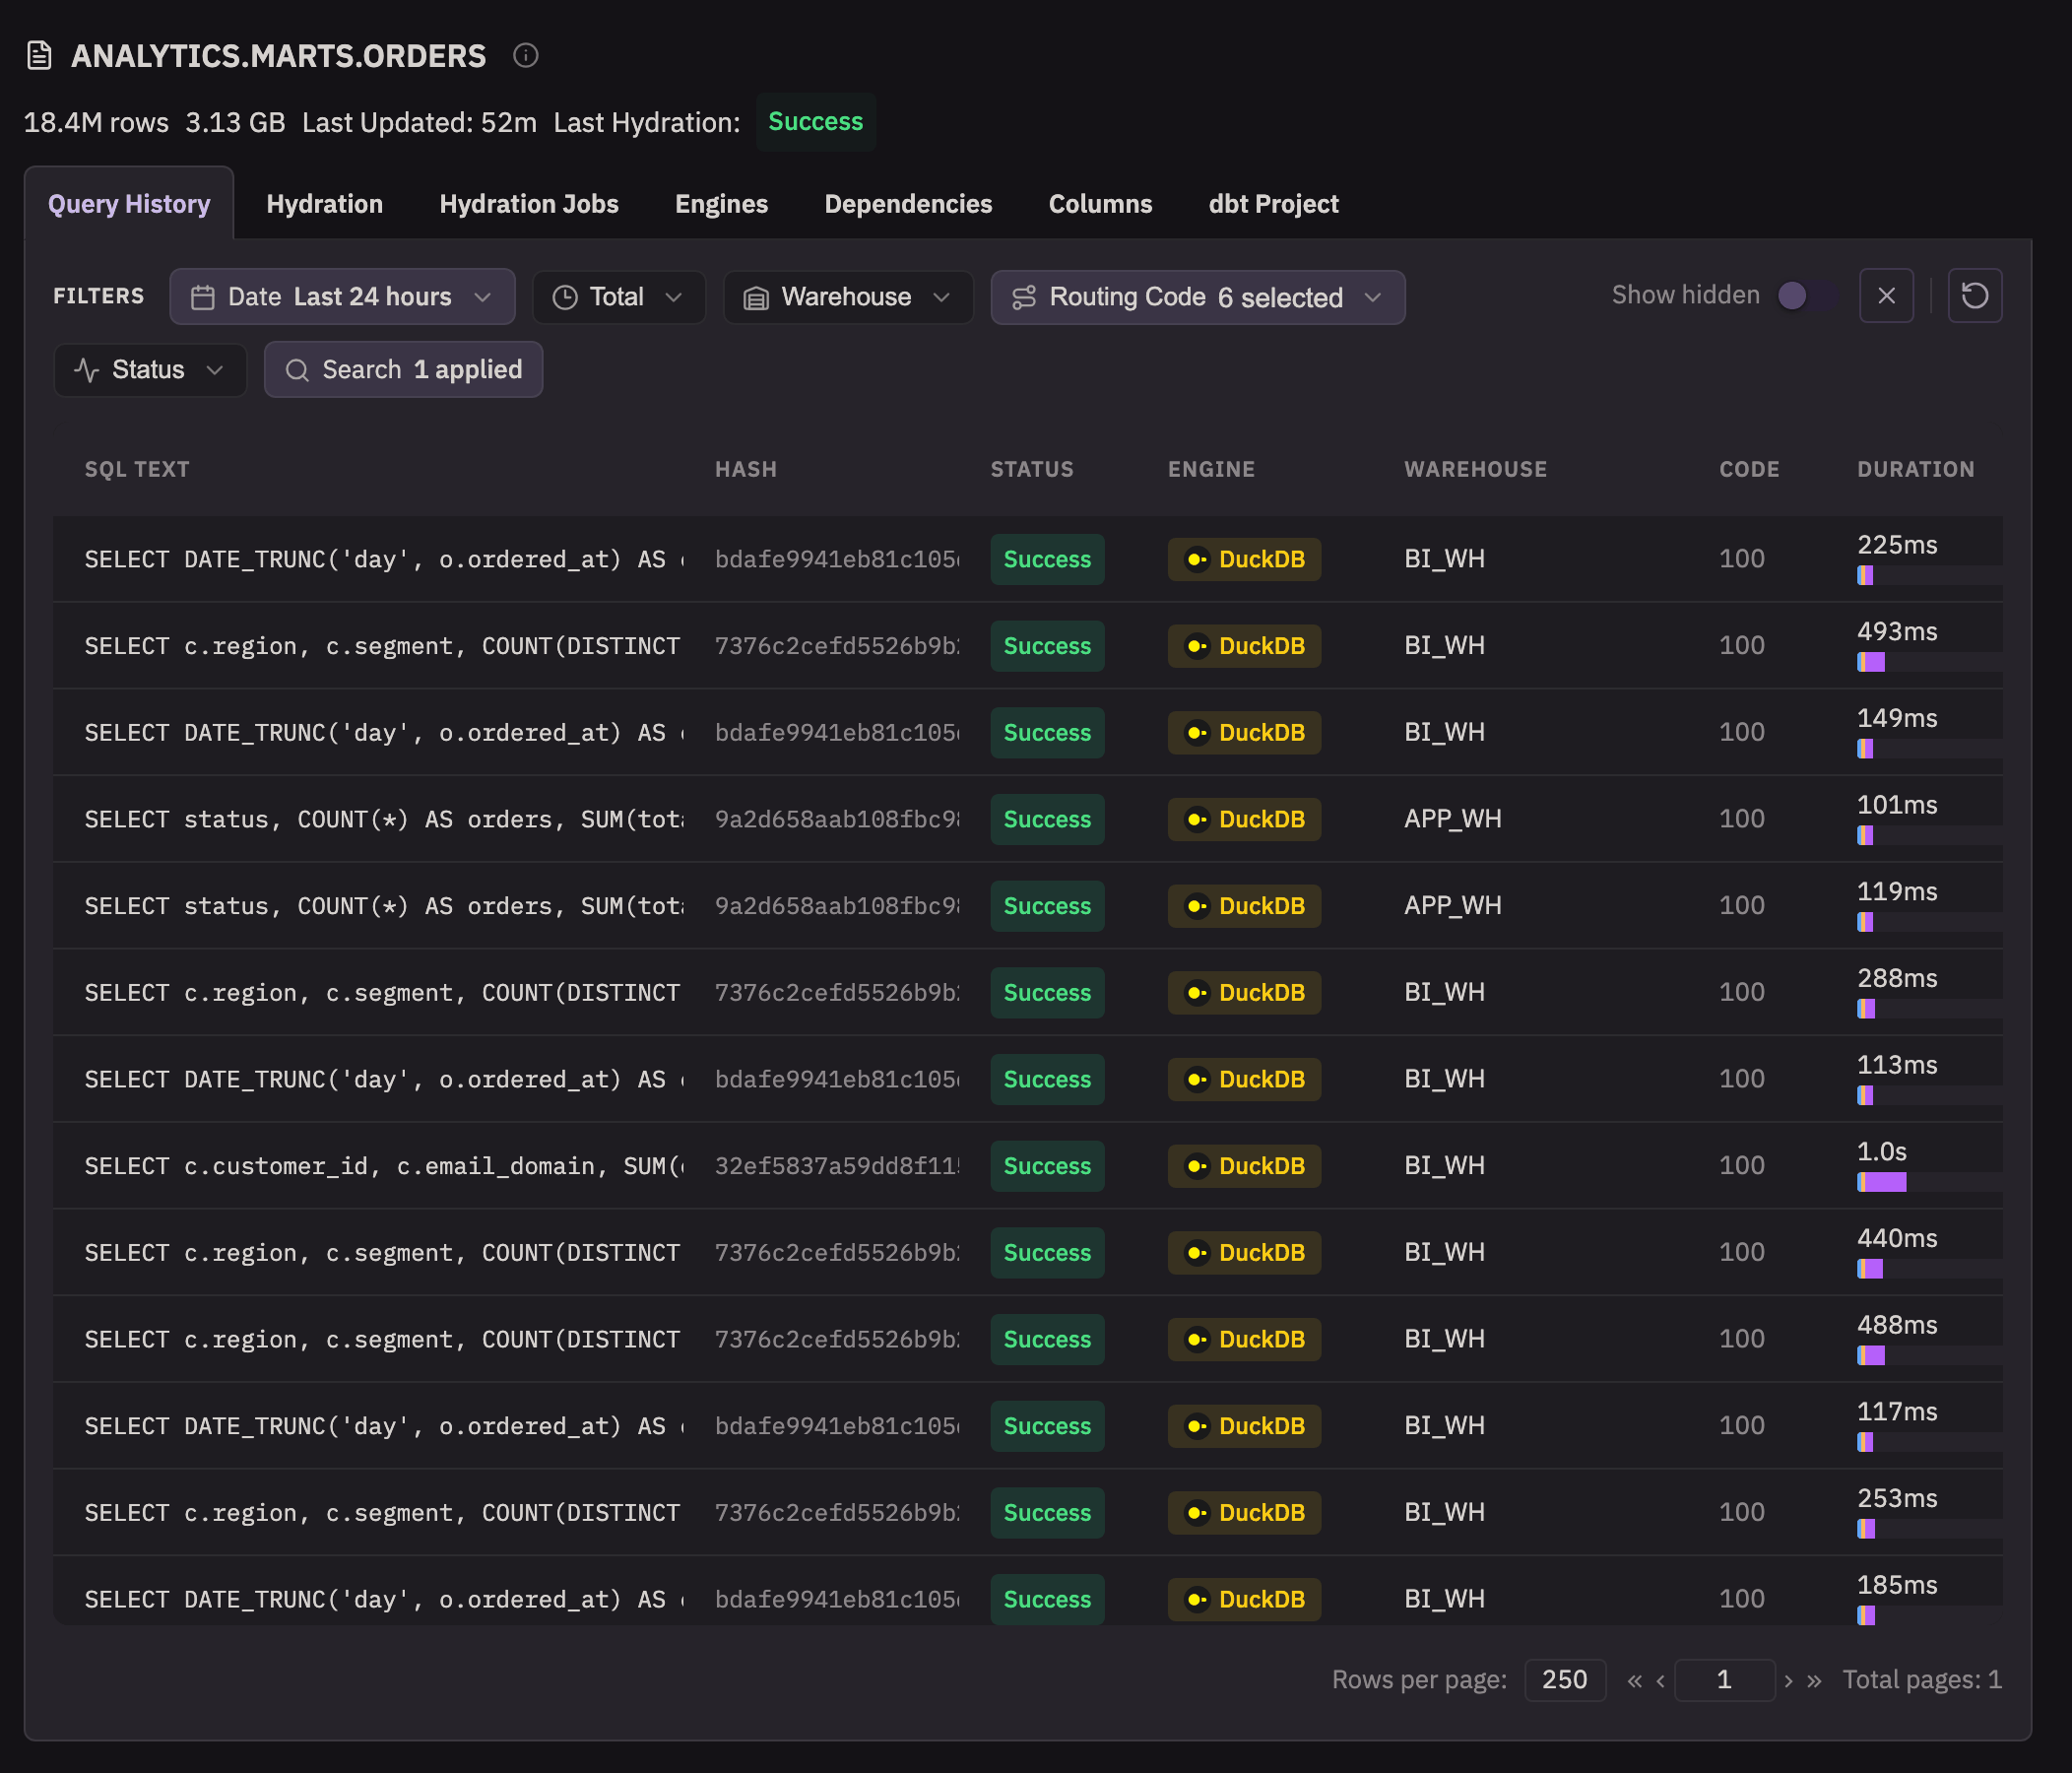 ANALYTICS.MARTS.ORDERS
18.4M rows 3.13 GB Last Updated: 52m Last Hydration: Success
Query History Hydration Hydration Jobs Engines Dependencies Columns dbt Project
FILTERS Date Last 24 hours Total Warehouse Routing Code 6 selected Show hidden
Status Search 1 applied
SQL TEXT HASH STATUS ENGINE WAREHOUSE CODE DURATION
SELECT DATE_TRUNC('day', o.ordered_at) AS bdafe9941eb81c105 Success DuckDB BI_WH 100 225ms
SELECT c.region, c.segment, COUNT(DISTINCT 7376c2cefd5526b9b Success DuckDB BI_WH 100 493ms
SELECT DATE_TRUNC('day', o.ordered_at) AS bdafe9941eb81c105 Success DuckDB BI_WH 100 149ms
SELECT status, COUNT(*) AS orders, SUM(tot 9a2d658aab108fbc9 Success DuckDB APP_WH 100 101ms
SELECT status, COUNT(*) AS orders, SUM(tot 9a2d658aab108fbc9 Success DuckDB APP_WH 100 119ms
SELECT c.region, c.segment, COUNT(DISTINCT 7376c2cefd5526b9b Success DuckDB BI_WH 100 288ms
SELECT DATE_TRUNC('day', o.ordered_at) AS bdafe9941eb81c105 Success DuckDB BI_WH 100 113ms
SELECT c.customer_id, c.email_domain, SUM( 32ef5837a59dd8f11 Success DuckDB BI_WH 100 1.0s
SELECT c.region, c.segment, COUNT(DISTINCT 7376c2cefd5526b9b Success DuckDB BI_WH 100 440ms
SELECT c.region, c.segment, COUNT(DISTINCT 7376c2cefd5526b9b Success DuckDB BI_WH 100 488ms
SELECT DATE_TRUNC('day', o.ordered_at) AS bdafe9941eb81c105 Success DuckDB BI_WH 100 117ms
SELECT c.region, c.segment, COUNT(DISTINCT 7376c2cefd5526b9b Success DuckDB BI_WH 100 253ms
SELECT DATE_TRUNC('day', o.ordered_at) AS bdafe9941eb81c105 Success DuckDB BI_WH 100 185ms
Rows per page: 250 « ‹ 1 › » Total pages: 1